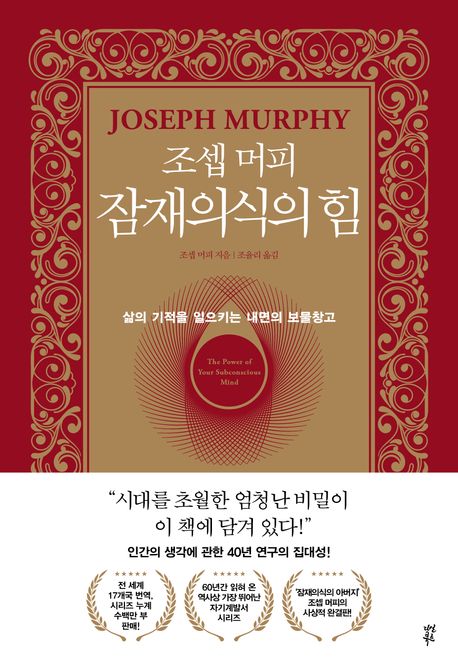 JOSEPH MURPHY
조셉 머피
잠재의식의 힘
조셉 머피 지음 | 조율리 옮김
삶의 기적을 일으키는 내면의 보물창고
The Power of
Your Subconscious
Mind
“시대를 초월한 엄청난 비밀이
이 책에 담겨 있다!”
인간의 생각에 관한 40년 연구의 집대성!
전 세계
17개국 번역,
시리즈 누계
수백만 부
판매!
60년간 읽혀 온
역사상 가장 뛰어난
자기계발서
시리즈
‘잠재의식의 아버지’
조셉 머피의
사상적 완결판!
다산
북스